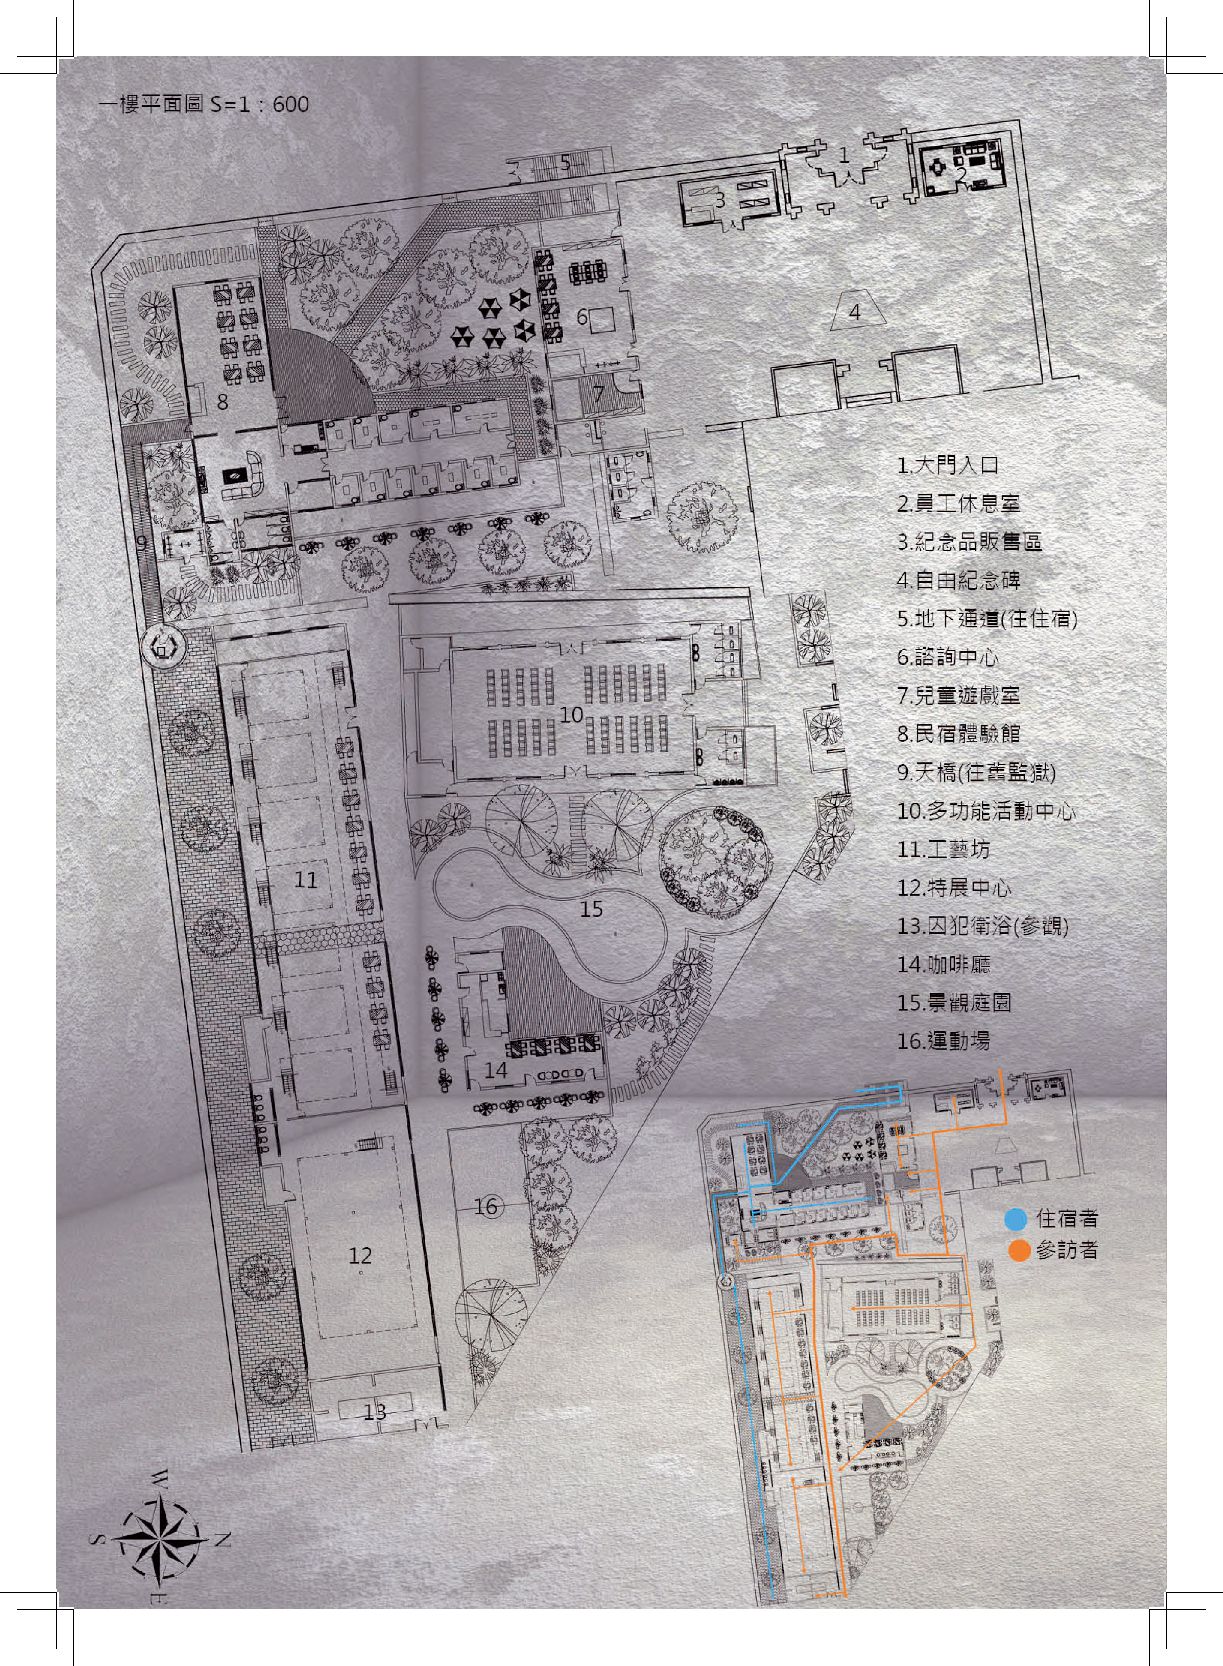 一樓平面圖 S=1：600
1
2
3
4
5
6
7
8
9
10
11
12
13
14
15
16
1.大門入口
2.員工休息室
3.紀念品販售區
4.自由紀念碑
5.地下通道(往住宿)
6.諮詢中心
7.兒童遊戲室
8.民宿體驗館
9.天橋(往舊監獄)
10.多功能活動中心
11.工藝坊
12.特展中心
13.囚犯衛浴(參觀)
14.咖啡廳
15.景觀庭園
16.運動場
住宿者
參訪者
W
S
N
E